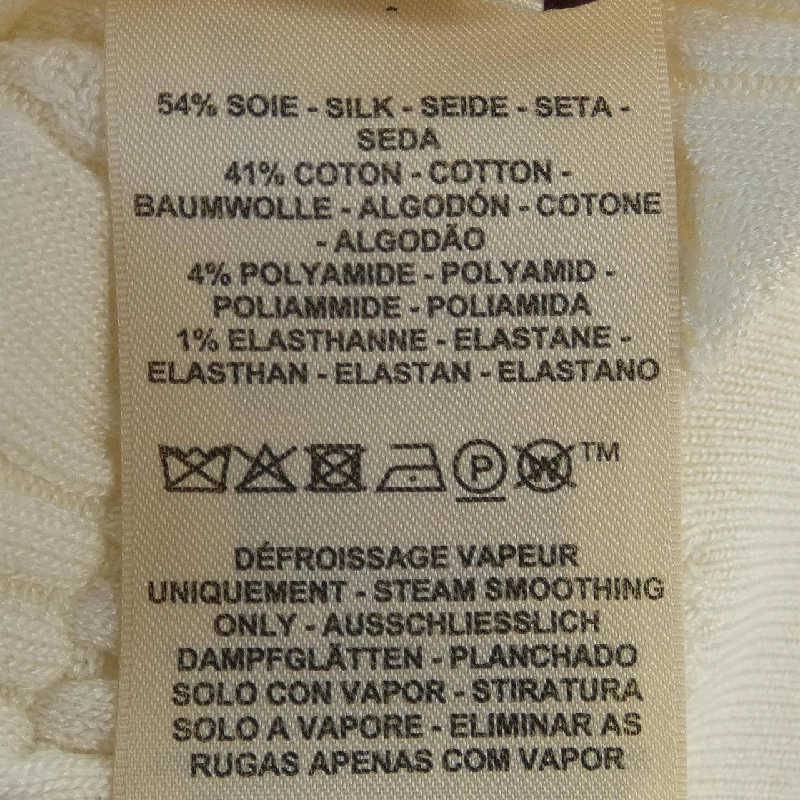 54% SOIE - SILK - SEIDE - SETA -
SEDA
41% COTON - COTTON -
BAUMWOLLE - ALGODÓN - COTONE
- ALGODÃO
4% POLYAMIDE - POLYAMID -
POLIAMMIDE - POLIAMIDA
1% ELASTHANNE - ELASTANE -
ELASTHAN - ELASTAN - ELASTANO
P W TM
DÉFROISSAGE VAPEUR
UNIQUEMENT - STEAM SMOOTHING
ONLY - AUSSCHLIESSLICH
DAMPFGLÄTTEN - PLANCHADO
SOLO CON VAPOR - STIRATURA
SOLO A VAPORE - ELIMINAR AS
RUGAS APENAS COM VAPOR